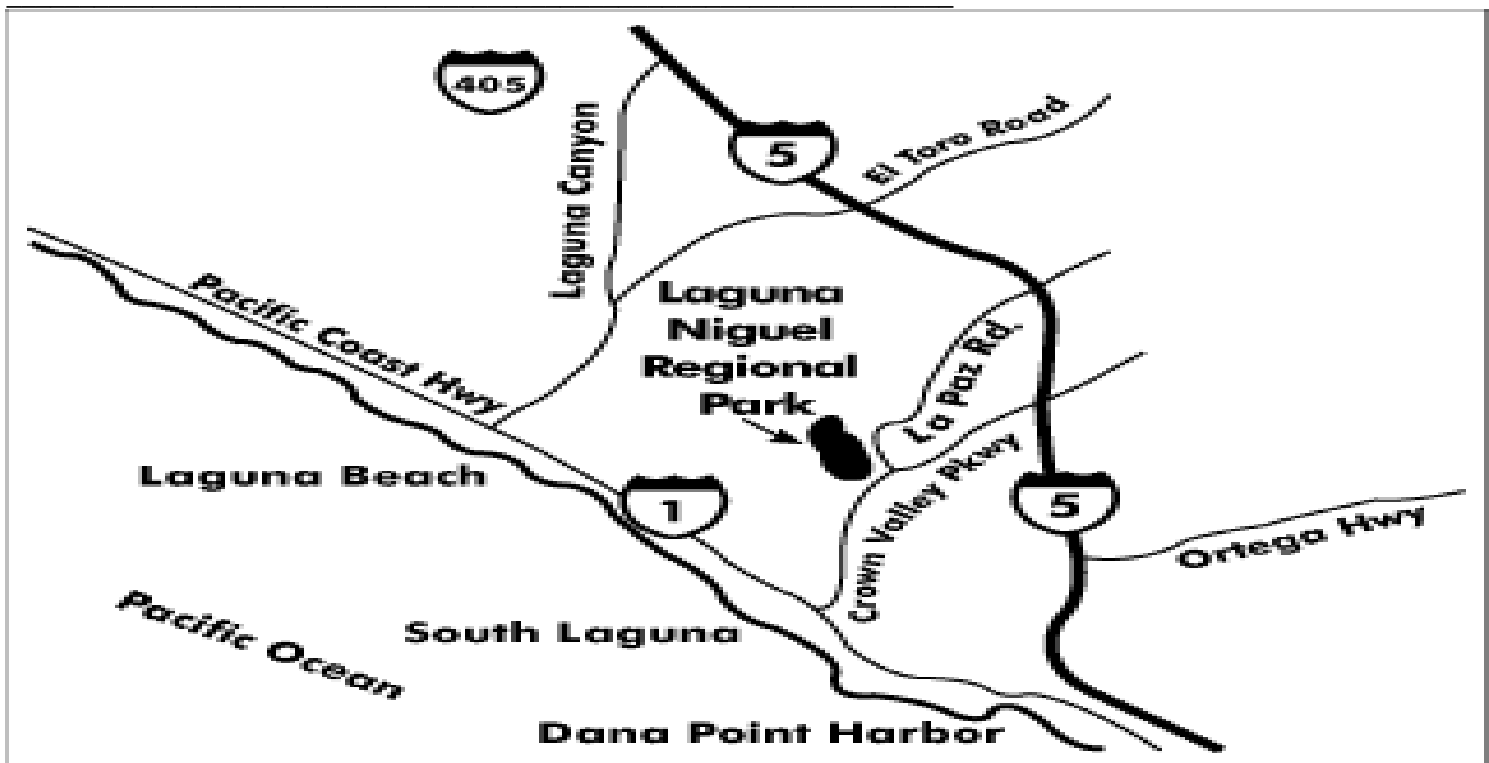 405
5
El Toro Road
Laguna Canyon
Pacific Coast Hwy
Laguna
Niguel
Regional
Park
La Paz Rd.
Crown Valley Pkwy
Laguna Beach
1
5
Ortega Hwy
Pacific Ocean
South Laguna
Dana Point Harbor